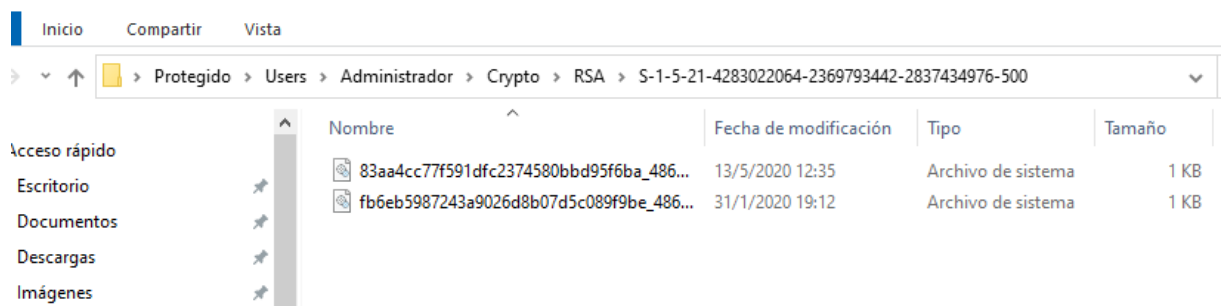 Inicio Compartir Vista
Protegido > Users > Administrador > Crypto > RSA > S-1-5-21-4283022064-2369793442-2837434976-500
Nombre Fecha de modificación Tipo Tamaño
Acceso rápido
83aa4cc77f591dfc2374580bbd95f6ba_486... 13/5/2020 12:35 Archivo de sistema 1 KB
Escritorio
fb6eb5987243a9026d8b07d5c089f9be_486... 31/1/2020 19:12 Archivo de sistema 1 KB
Documentos
Descargas
Imágenes